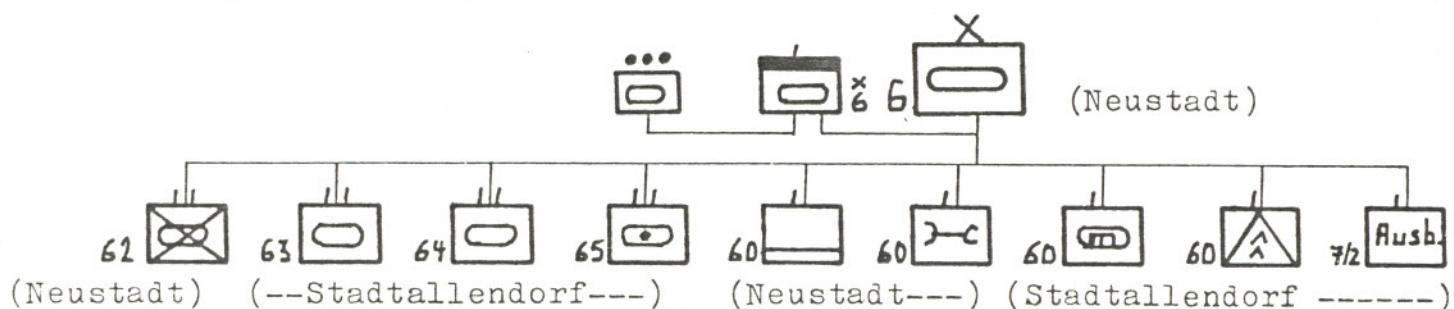 x
6 6 (Neustadt)
62 63 64 65 60 60 60 60 7/2 Ausb.
(Neustadt) (--Stadtallendorf---) (Neustadt---) (Stadtallendorf ------)